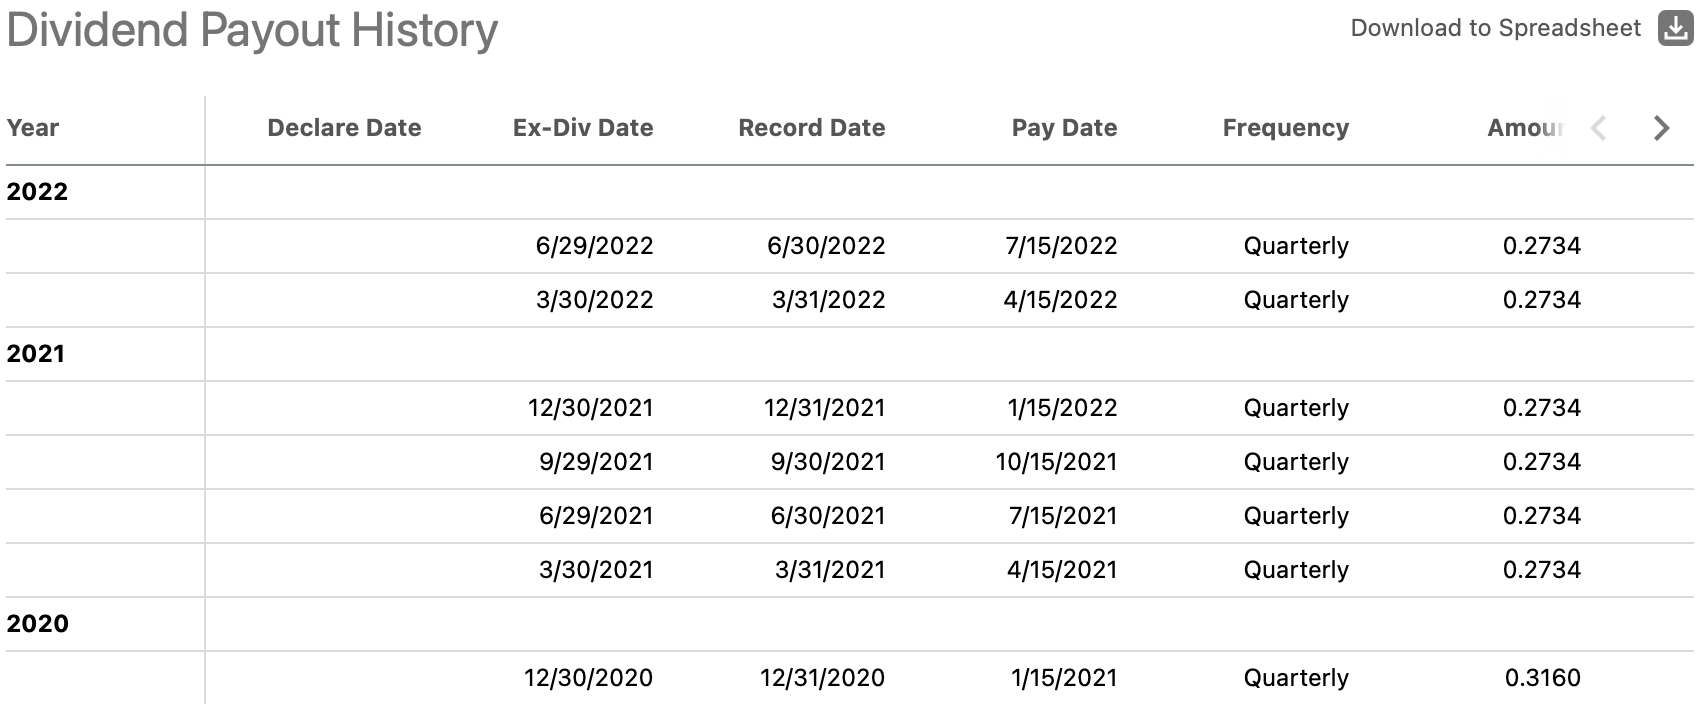 Dividend Payout History Download to Spreadsheet
Year Declare Date Ex-Div Date Record Date Pay Date Frequency Amoun
2022
6/29/2022 6/30/2022 7/15/2022 Quarterly 0.2734
3/30/2022 3/31/2022 4/15/2022 Quarterly 0.2734
2021
12/30/2021 12/31/2021 1/15/2022 Quarterly 0.2734
9/29/2021 9/30/2021 10/15/2021 Quarterly 0.2734
6/29/2021 6/30/2021 7/15/2021 Quarterly 0.2734
3/30/2021 3/31/2021 4/15/2021 Quarterly 0.2734
2020
12/30/2020 12/31/2020 1/15/2021 Quarterly 0.3160